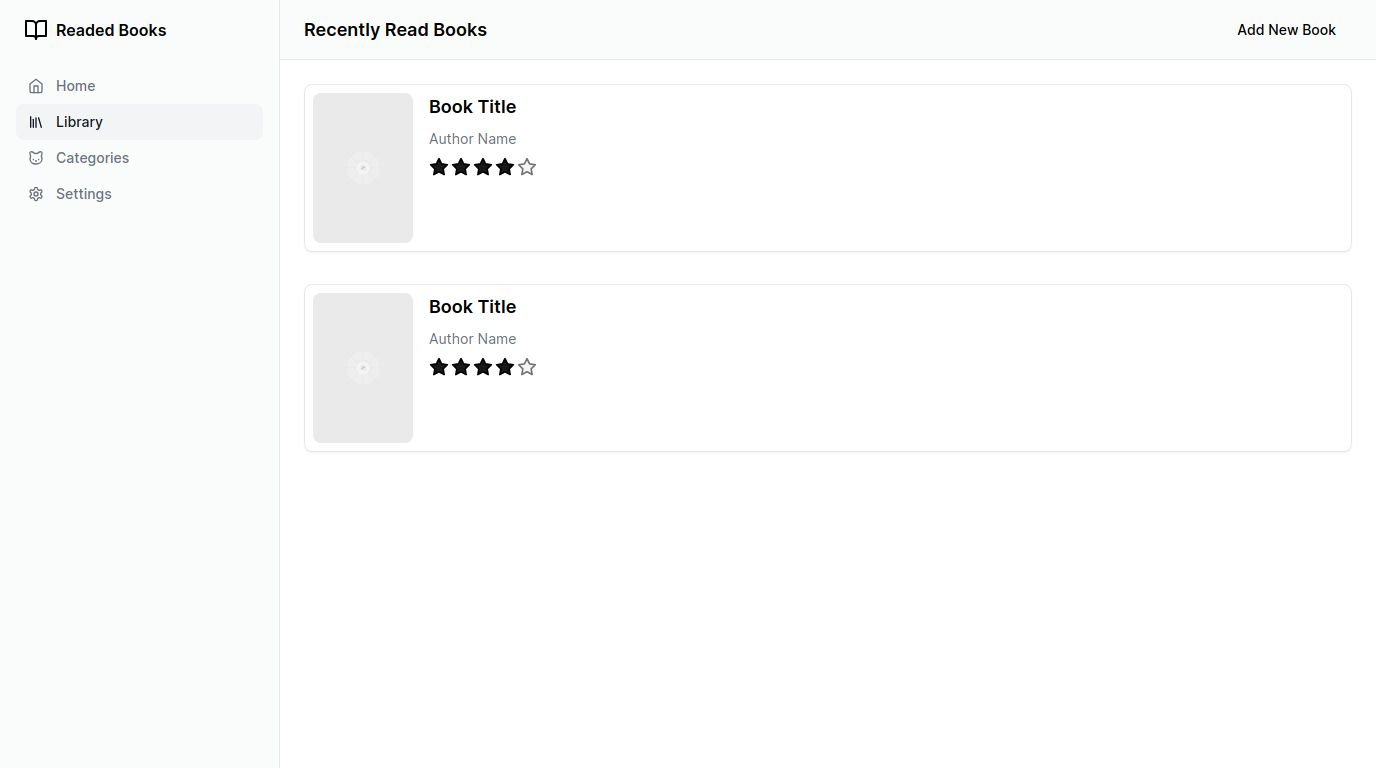 Readed Books
Home
Library
Categories
Settings
Recently Read Books
Add New Book
Book Title
Author Name
Book Title
Author Name